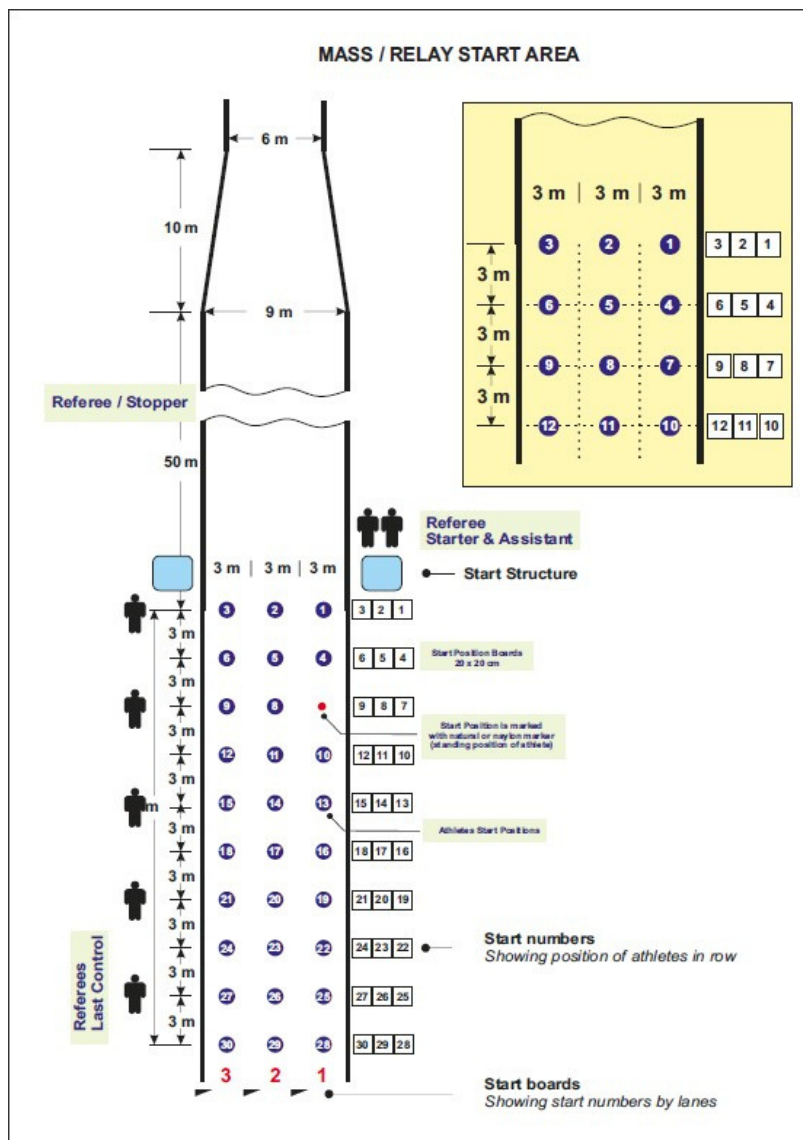 MASS / RELAY START AREA
6 m
10 m
9 m
Referee / Stopper
50 m
3 m | 3 m | 3 m
3 2 1 3 2 1
3 m
6 5 4 6 5 4
3 m
9 8 7 9 8 7
3 m
12 11 10 12 11 10
Referee
Starter & Assistant
3 m | 3 m | 3 m
Start Structure
3 2 1 3 2 1
3 m
6 5 4 6 5 4
Start Position Boards
20 x 20 cm
3 m
9 8 9 8 7
Start Position is marked
with natural or naylon marker
(standing position of athlete)
3 m
12 11 10 12 11 10
3 m
15 14 13 15 14 13
m
Athletes Start Positions
3 m
18 17 16 18 17 16
3 m
21 20 19 21 20 19
3 m
24 23 22 24 23 22
Start numbers
Showing position of athletes in row
3 m
27 26 25 27 26 25
3 m
30 29 28 30 29 28
Referees
Last Control
3 2 1
Start boards
Showing start numbers by lanes